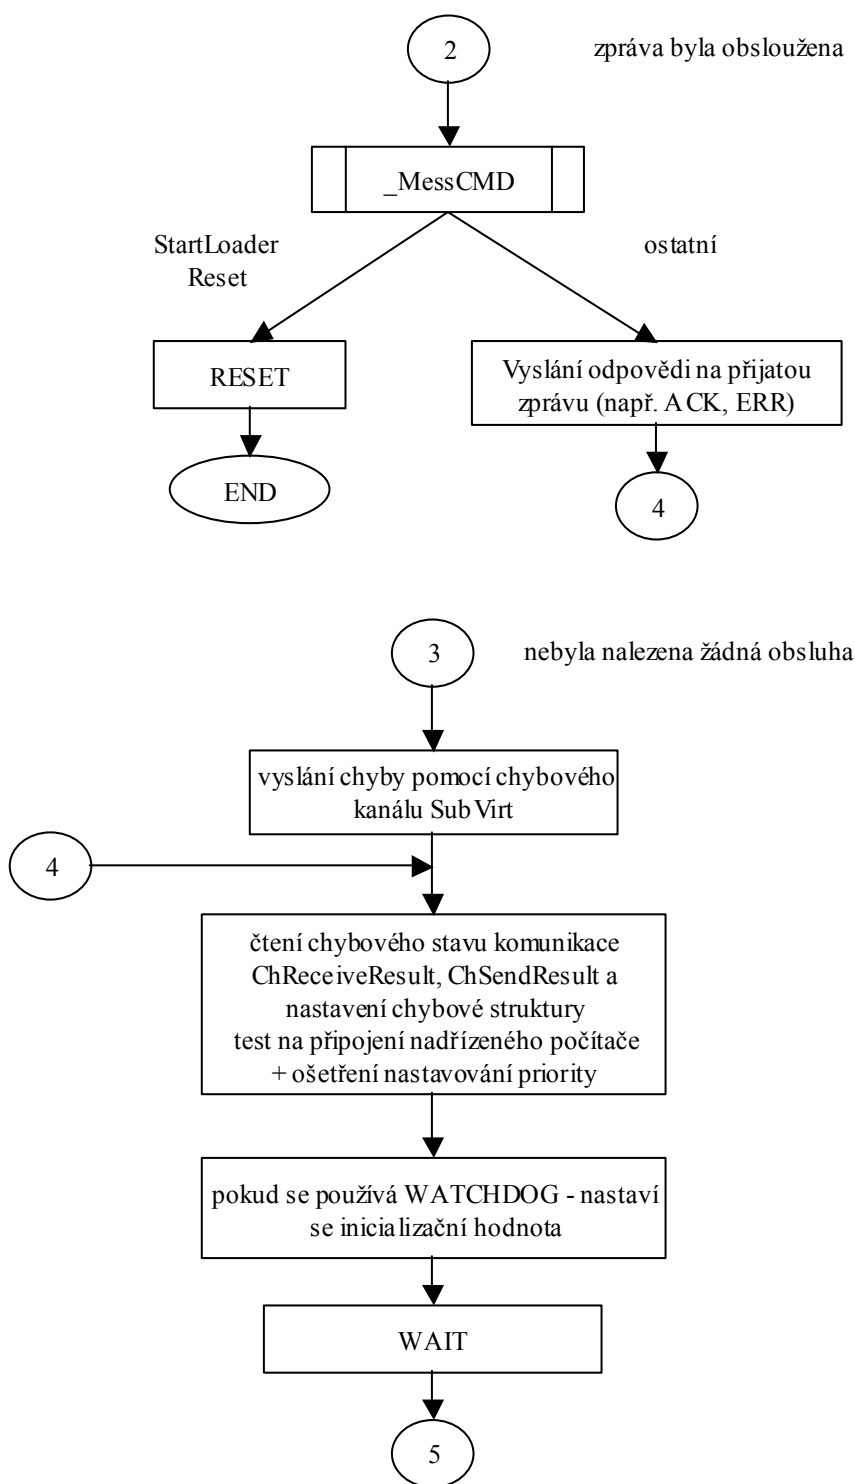 2
zpráva byla obsloužena
_MessCMD
StartLoader
Reset
ostatní
RESET
Vyslání odpovědi na přijatou
zprávu (např. ACK, ERR)
END
4
3
nebyla nalezena žádná obsluha
vyslání chyby pomocí chybového
kanálu SubVirt
4
čtení chybového stavu komunikace
ChReceiveResult, ChSendResult a
nastavení chybové struktury
test na připojení nadřízeného počítače
+ ošetření nastavování priority
pokud se používá WATCHDOG - nastaví
se inicializační hodnota
WAIT
5